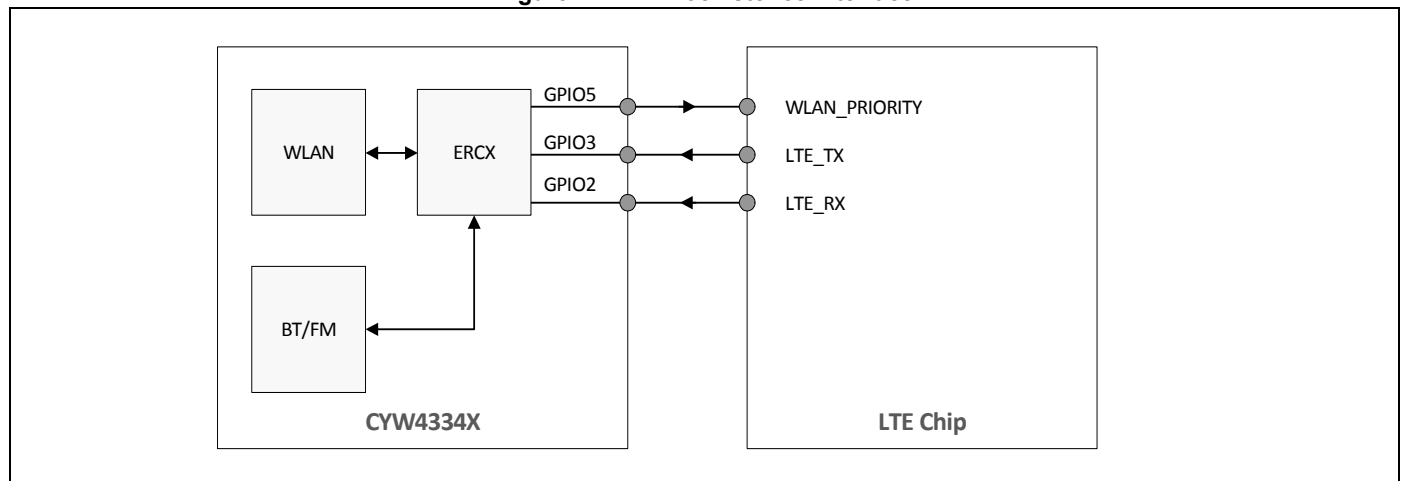 GPIO5
WLAN_PRIORITY
WLAN
ERCX
GPIO3
LTE_TX
GPIO2
LTE_RX
BT/FM
CYW4334X
LTE Chip